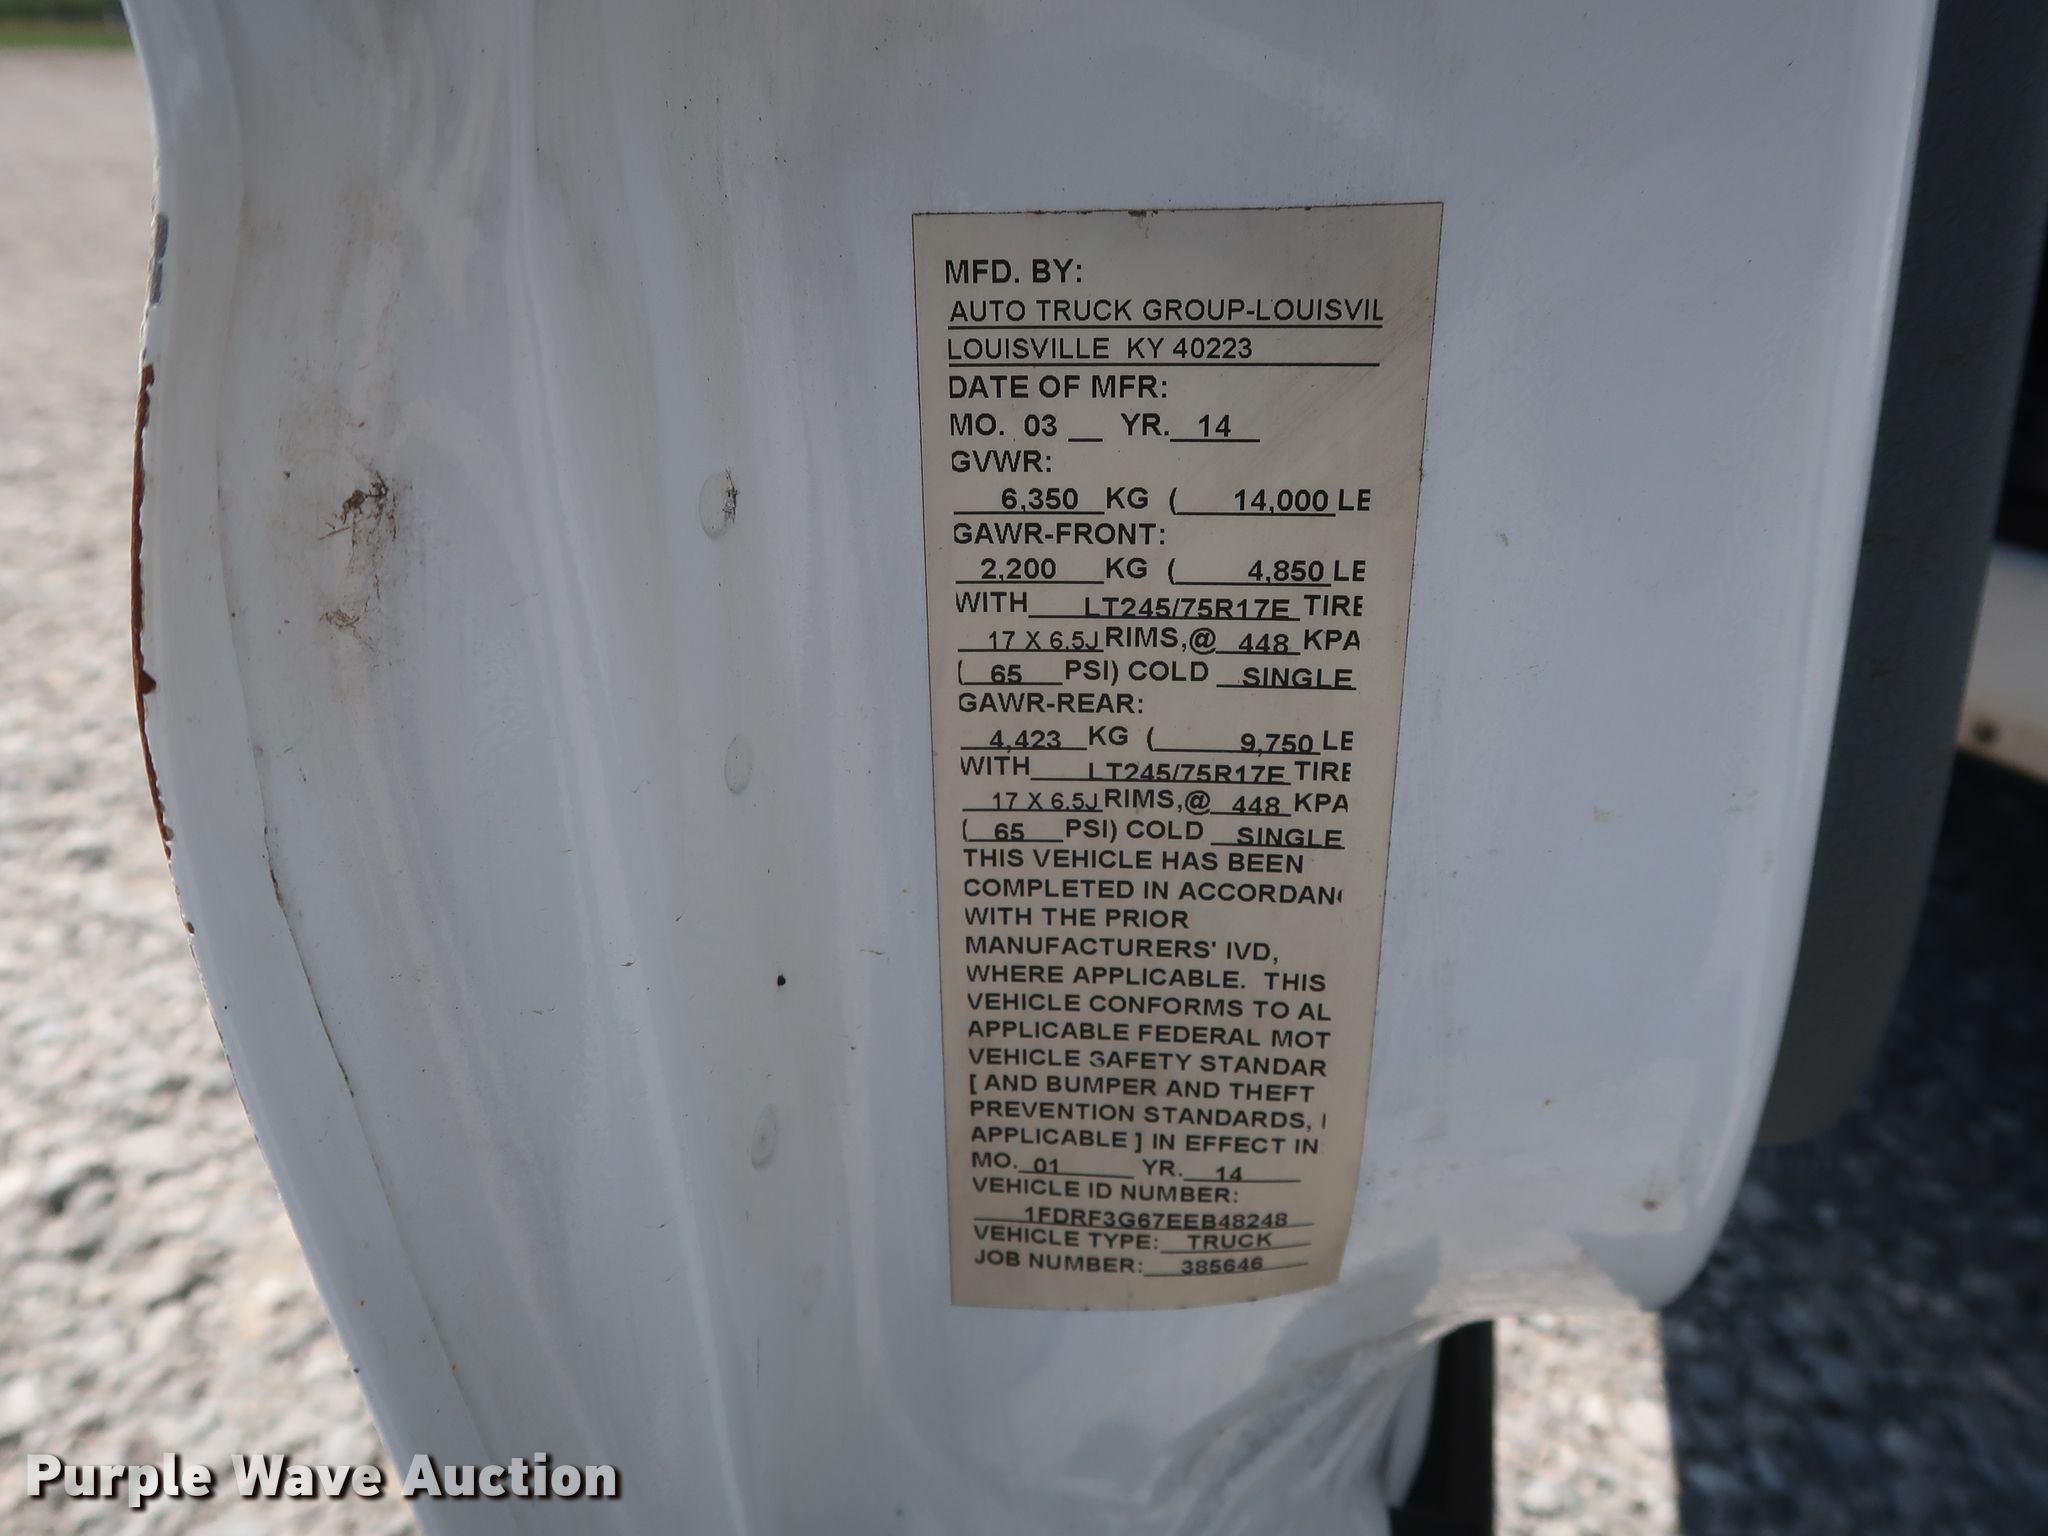 MFD. BY:
AUTO TRUCK GROUP-LOUISVIL
LOUISVILLE KY 40223
DATE OF MFR:
MO. 03 __ YR. 14
GVWR:
6,350 KG ( 14,000 LE
GAWR-FRONT:
2,200 KG ( 4,850 LE
WITH LT245/75R17E TIRE
17 X 6.5J RIMS,@ 448 KPA
( 65 PSI) COLD SINGLE
GAWR-REAR:
4,423 KG ( 9,750 LE
WITH LT245/75R17E TIRE
17 X 6.5J RIMS,@ 448 KPA
( 65 PSI) COLD SINGLE
THIS VEHICLE HAS BEEN
COMPLETED IN ACCORDAN
WITH THE PRIOR
MANUFACTURERS' IVD,
WHERE APPLICABLE. THIS
VEHICLE CONFORMS TO AL
APPLICABLE FEDERAL MOT
VEHICLE SAFETY STANDAR
[ AND BUMPER AND THEFT
PREVENTION STANDARDS, I
APPLICABLE ] IN EFFECT IN
MO. 01 YR. 14
VEHICLE ID NUMBER:
1FDRF3G67EEB48248
VEHICLE TYPE: TRUCK
JOB NUMBER: 385646
Purple Wave Auction